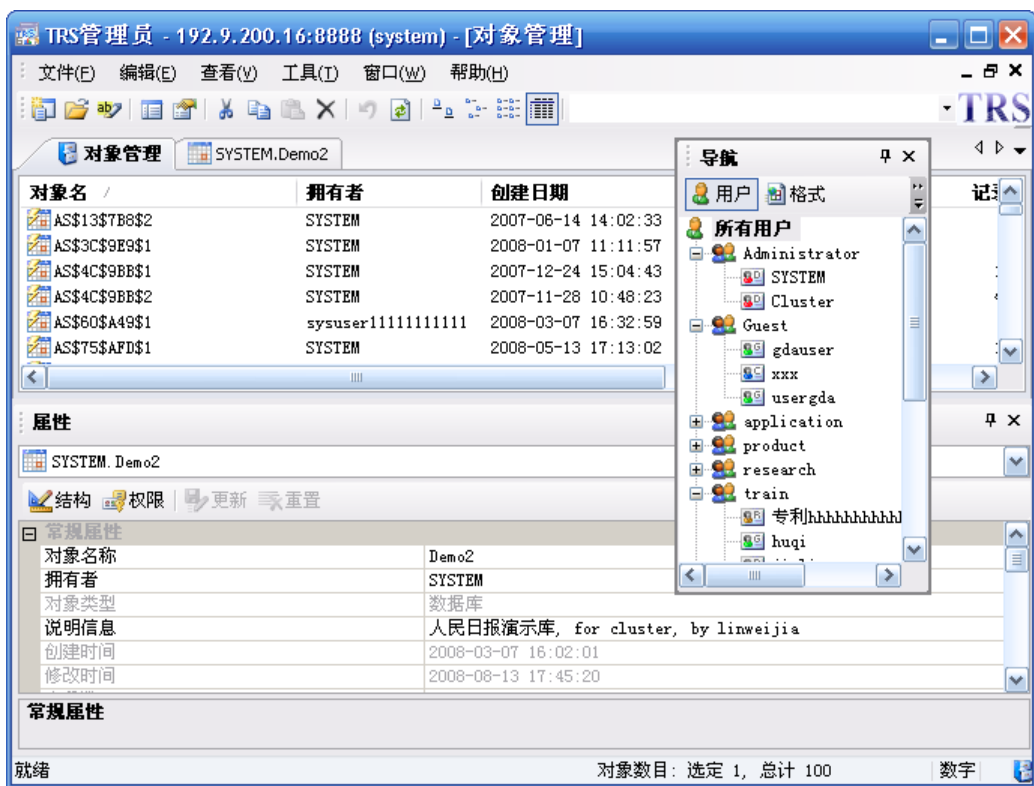 TRS管理员 - 192.9.200.16:8888 (system) - [对象管理]
文件(F) 编辑(E) 查看(V) 工具(T) 窗口(W) 帮助(H)
TRS
对象管理 SYSTEM.Demo2
对象名 拥有者 创建日期
AS$13$7B8$2 SYSTEM 2007-06-14 14:02:33
AS$3C$9E9$1 SYSTEM 2008-01-07 11:11:57
AS$4C$9BB$1 SYSTEM 2007-12-24 15:04:43
AS$4C$9BB$2 SYSTEM 2007-11-28 10:48:23
AS$60$A49$1 sysuser11111111111 2008-03-07 16:32:59
AS$75$AFD$1 SYSTEM 2008-05-13 17:13:02
导航
用户 格式
所有用户
Administrator
SYSTEM
Cluster
Guest
gdauser
xxx
usergda
application
product
research
train
专利hhhhhhhhhh
huqi
属性
SYSTEM.Demo2
结构 权限 更新 重置
常规属性
对象名称 Demo2
拥有者 SYSTEM
对象类型 数据库
说明信息 人民日报演示库, for cluster, by linweijia
创建时间 2008-03-07 16:02:01
修改时间 2008-08-13 17:45:20
常规属性
就绪 对象数目: 选定 1, 总计 100 数字